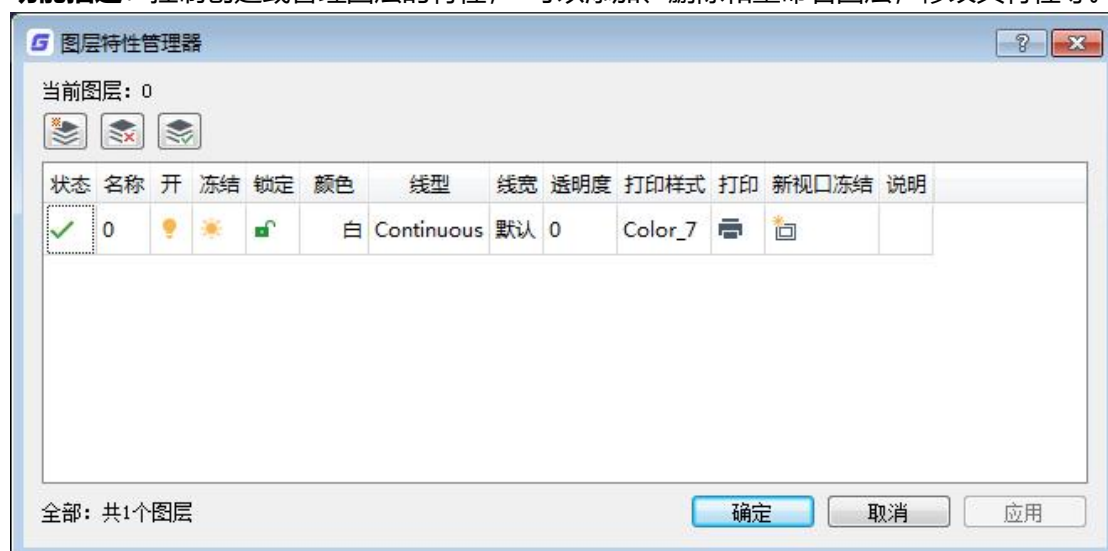 图层特性管理器
当前图层: 0
状态 名称 开 冻结 锁定 颜色 线型 线宽 透明度 打印样式 打印 新视口冻结 说明
0 白 Continuous 默认 0 Color_7
全部: 共1个图层 确定 取消 应用